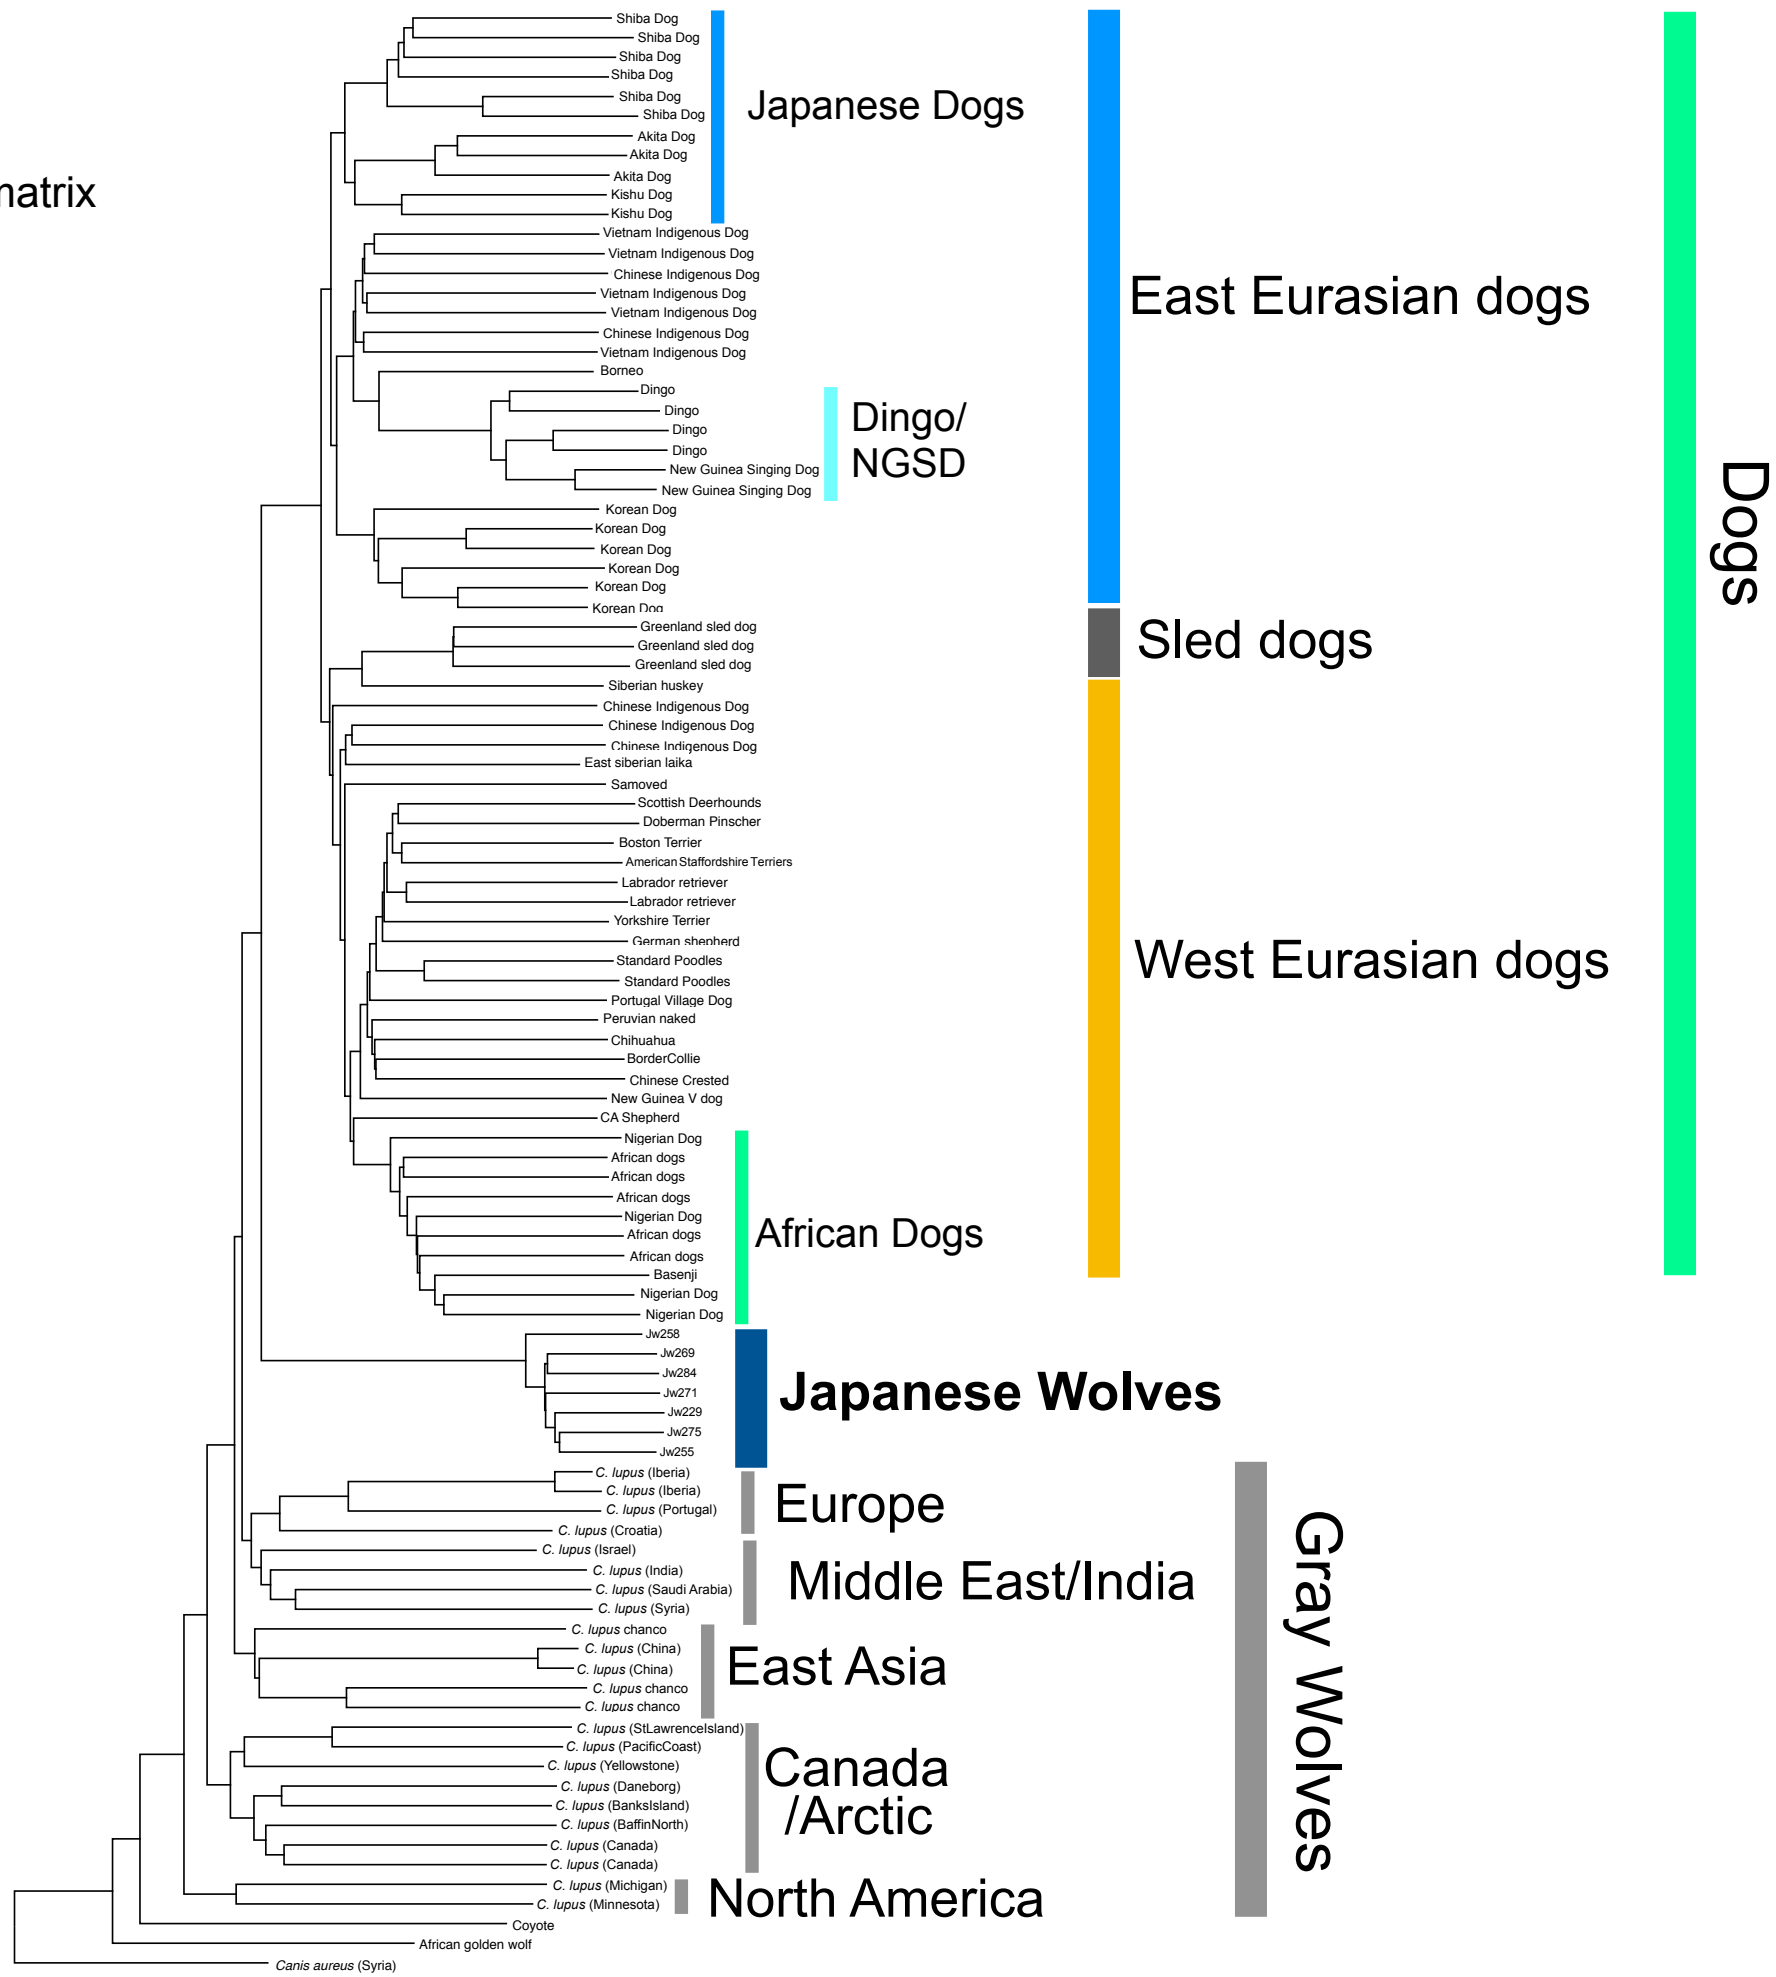 Shiba Dog
Shiba Dog
Shiba Dog
Shiba Dog
Shiba Dog
Shiba Dog
Akita Dog
Akita Dog
Akita Dog
Kishu Dog
Kishu Dog
Japanese Dogs
matrix
Vietnam Indigenous Dog
Vietnam Indigenous Dog
Chinese Indigenous Dog
Vietnam Indigenous Dog
Vietnam Indigenous Dog
Chinese Indigenous Dog
Vietnam Indigenous Dog
East Eurasian dogs
Borneo
Dingo
Dingo
Dingo
Dingo
New Guinea Singing Dog
New Guinea Singing Dog
Dingo/
NGSD
Dogs
Korean Dog
Korean Dog
Korean Dog
Korean Dog
Korean Dog
Korean Dog
Greenland sled dog
Greenland sled dog
Greenland sled dog
Siberian huskey
Sled dogs
Chinese Indigenous Dog
Chinese Indigenous Dog
Chinese Indigenous Dog
East siberian laika
Samoved
Scottish Deerhounds
Doberman Pinscher
Boston Terrier
American Staffordshire Terriers
Labrador retriever
Labrador retriever
Yorkshire Terrier
German shepherd
Standard Poodles
Standard Poodles
West Eurasian dogs
Portugal Village Dog
Peruvian naked
Chihuahua
BorderCollie
Chinese Crested
New Guinea V dog
CA Shepherd
Nigerian Dog
African dogs
African dogs
African dogs
Nigerian Dog
African dogs
African dogs
Basenji
Nigerian Dog
Nigerian Dog
African Dogs
Jw258
Jw269
Jw284
Jw271
Jw229
Jw275
Jw255
Japanese Wolves
C. lupus (Iberia)
C. lupus (Iberia)
C. lupus (Portugal)
C. lupus (Croatia)
Europe
C. lupus (Israel)
C. lupus (India)
C. lupus (Saudi Arabia)
C. lupus (Syria)
Middle East/India
Gray Wolves
C. lupus chanco
C. lupus (China)
C. lupus (China)
C. lupus chanco
C. lupus chanco
East Asia
C. lupus (StLawrenceIsland)
C. lupus (PacificCoast)
C. lupus (Yellowstone)
C. lupus (Daneborg)
C. lupus (BanksIsland)
C. lupus (BaffinNorth)
C. lupus (Canada)
C. lupus (Canada)
Canada
/Arctic
C. lupus (Michigan)
C. lupus (Minnesota)
North America
Coyote
African golden wolf
Canis aureus (Syria)